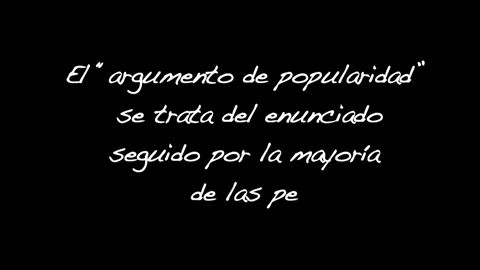 El "argumento de popularidad"
se trata del enunciado
seguido por la mayoría
de las pe